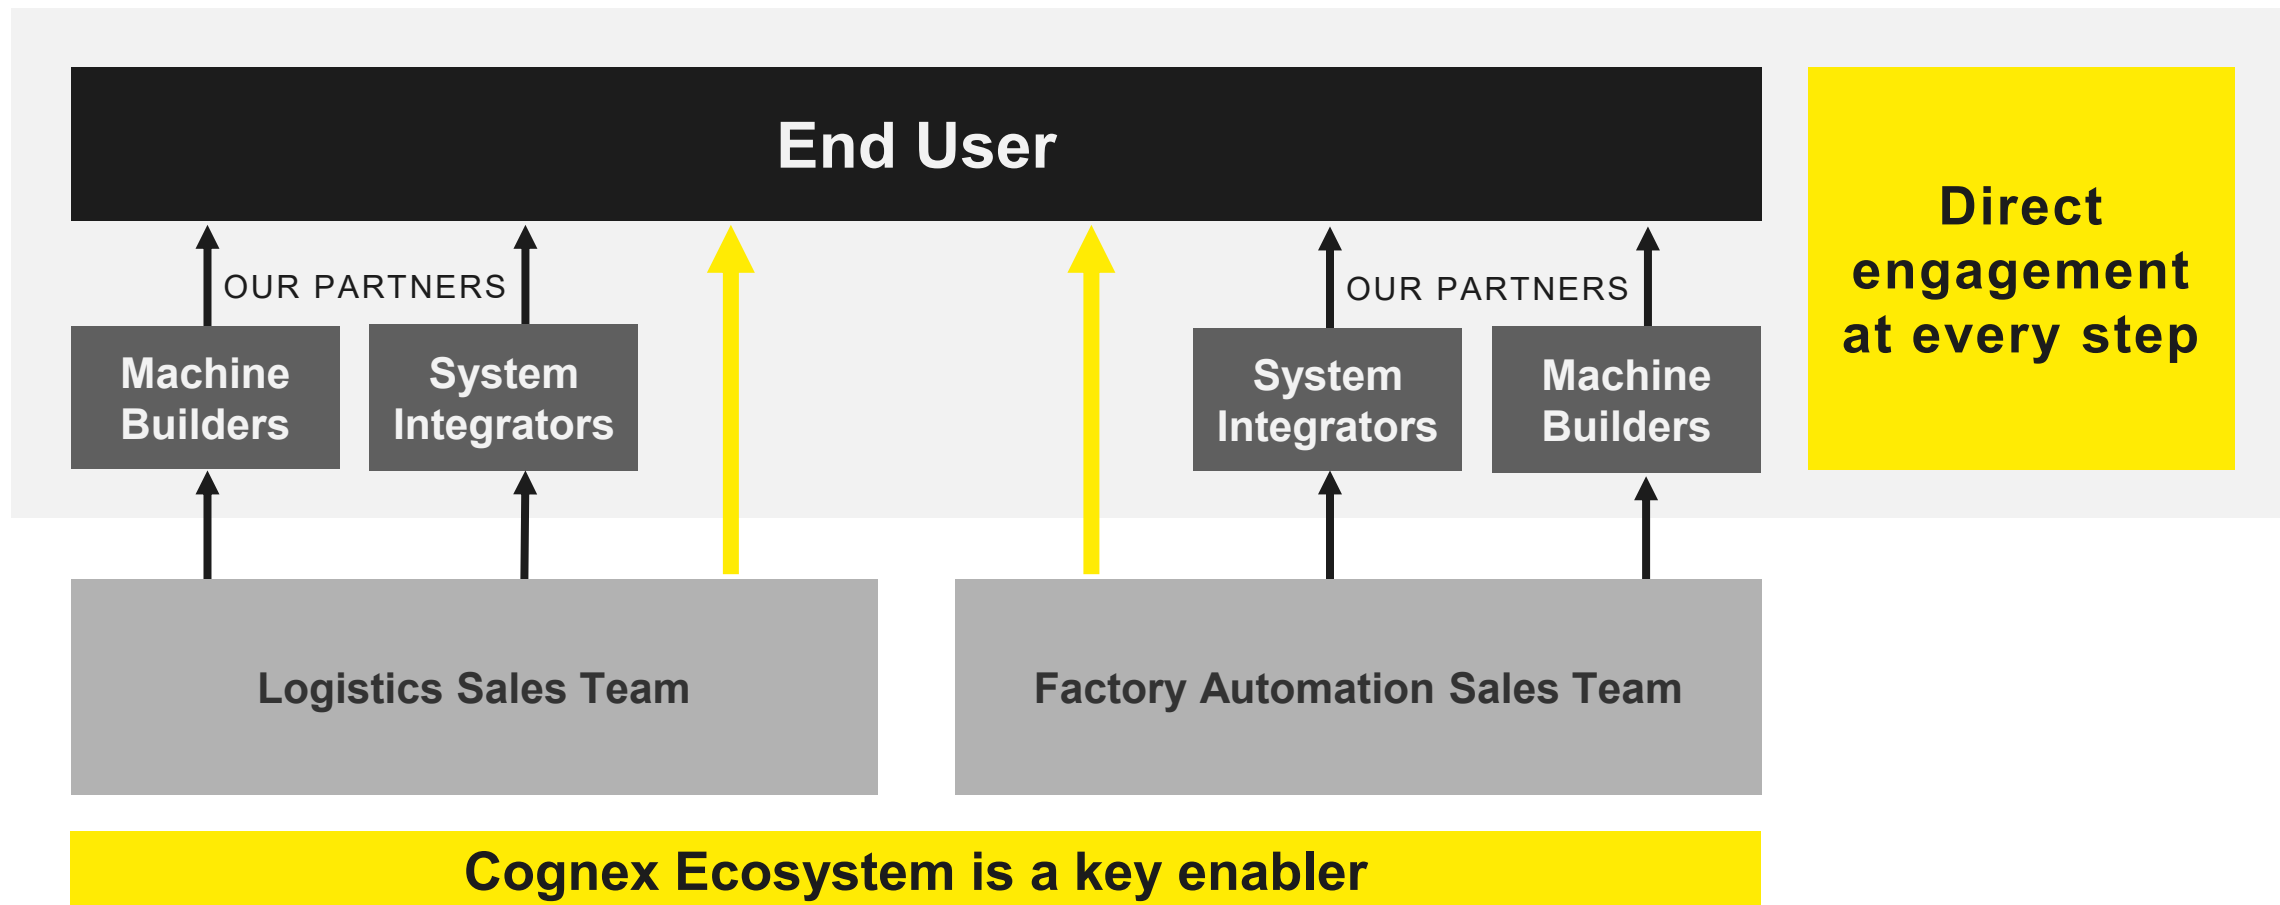 End User
Direct
engagement
at every step
OUR PARTNERS
OUR PARTNERS
Machine
Builders
System
Integrators
System
Integrators
Machine
Builders
Logistics Sales Team
Factory Automation Sales Team
Cognex Ecosystem is a key enabler